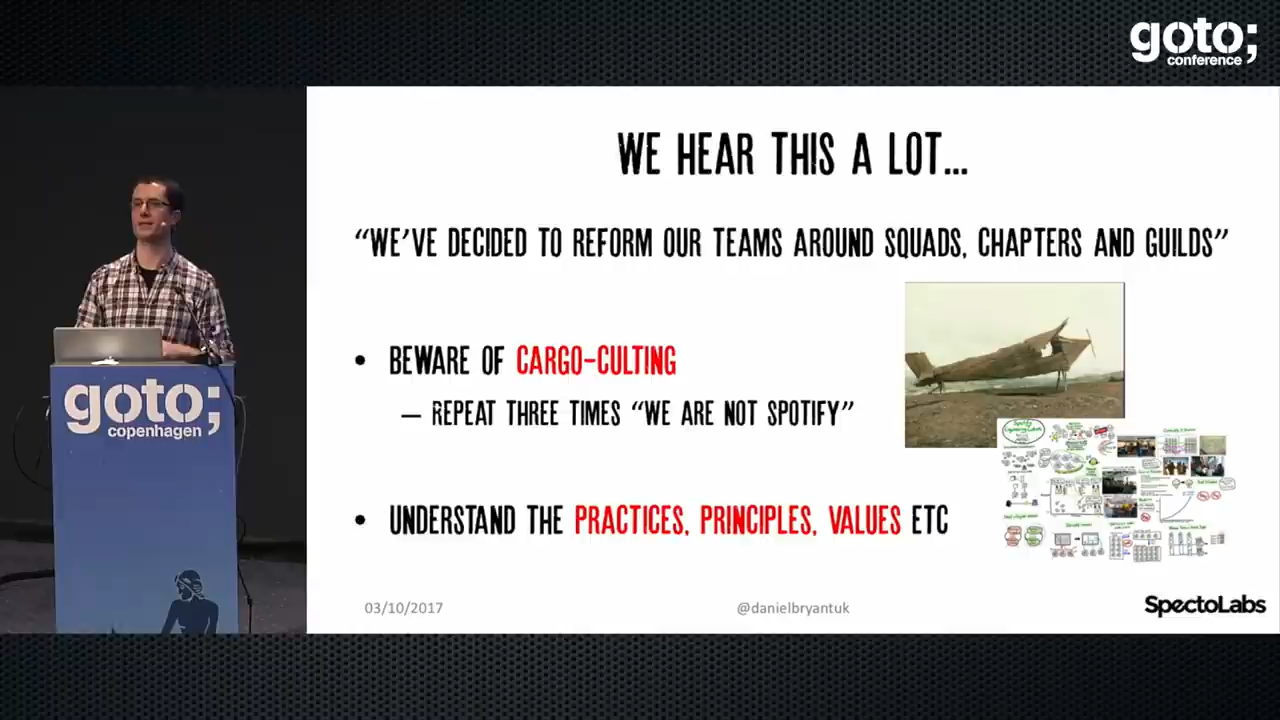 goto;
conference
WE HEAR THIS A LOT...
“WE’VE DECIDED TO REFORM OUR TEAMS AROUND SQUADS, CHAPTERS AND GUILDS”
• BEWARE OF CARGO-CULTING
– REPEAT THREE TIMES “WE ARE NOT SPOTIFY”
• UNDERSTAND THE PRACTICES, PRINCIPLES, VALUES ETC
03/10/2017
@danielbryantuk
SpectoLabs
goto;
copenhagen